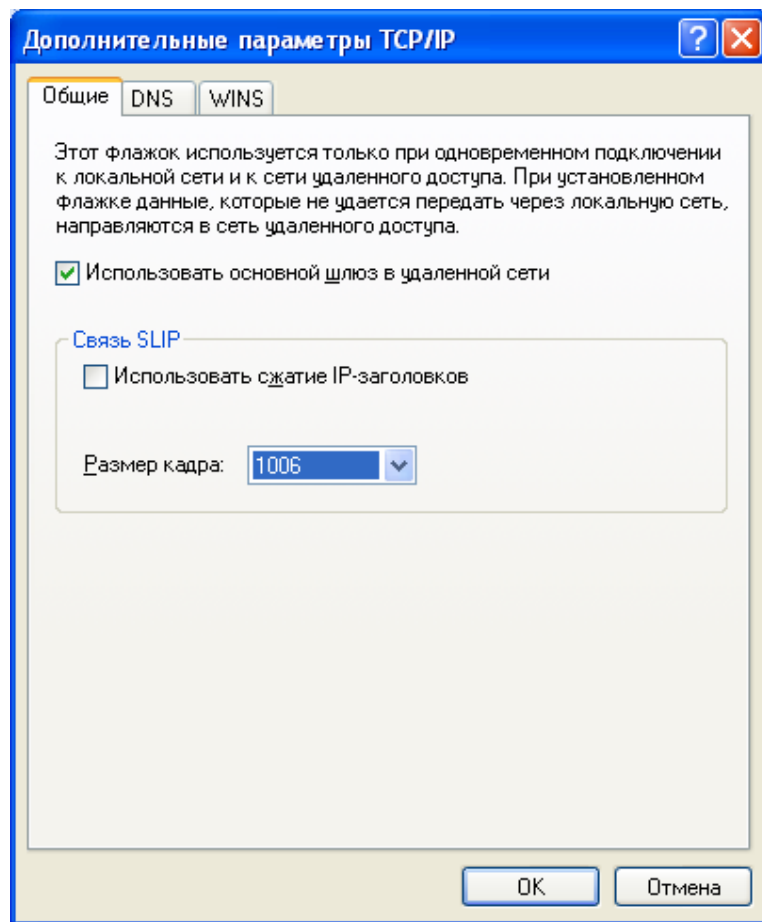 Дополнительные параметры TCP/IP
Общие DNS WINS
Этот флажок используется только при одновременном подключении
к локальной сети и к сети удаленного доступа. При установленном
флажке данные, которые не удается передать через локальную сеть,
направляются в сеть удаленного доступа.
Использовать основной шлюз в удаленной сети
Связь SLIP
Использовать сжатие IP-заголовков
Размер кадра: 1006
OK Отмена